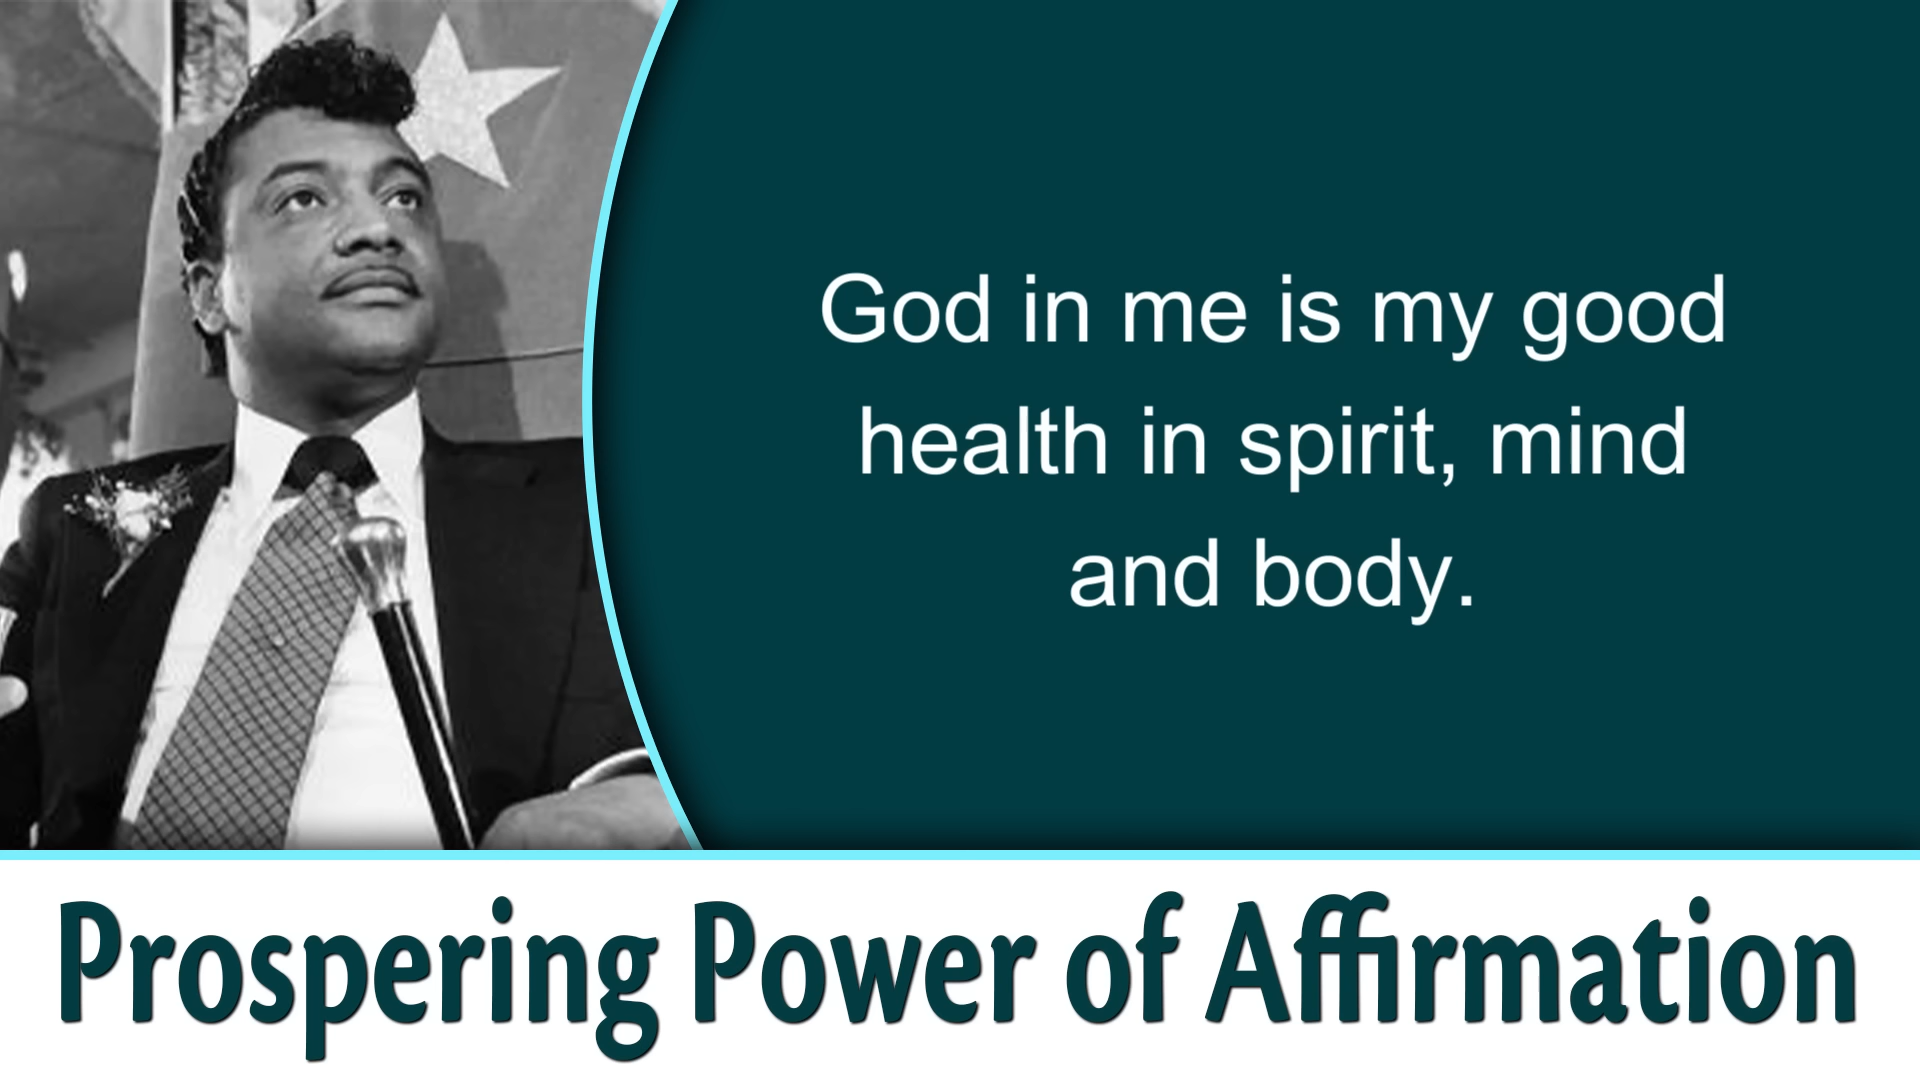 God in me is my good
health in spirit, mind
and body.
Prospering Power of Affirmation